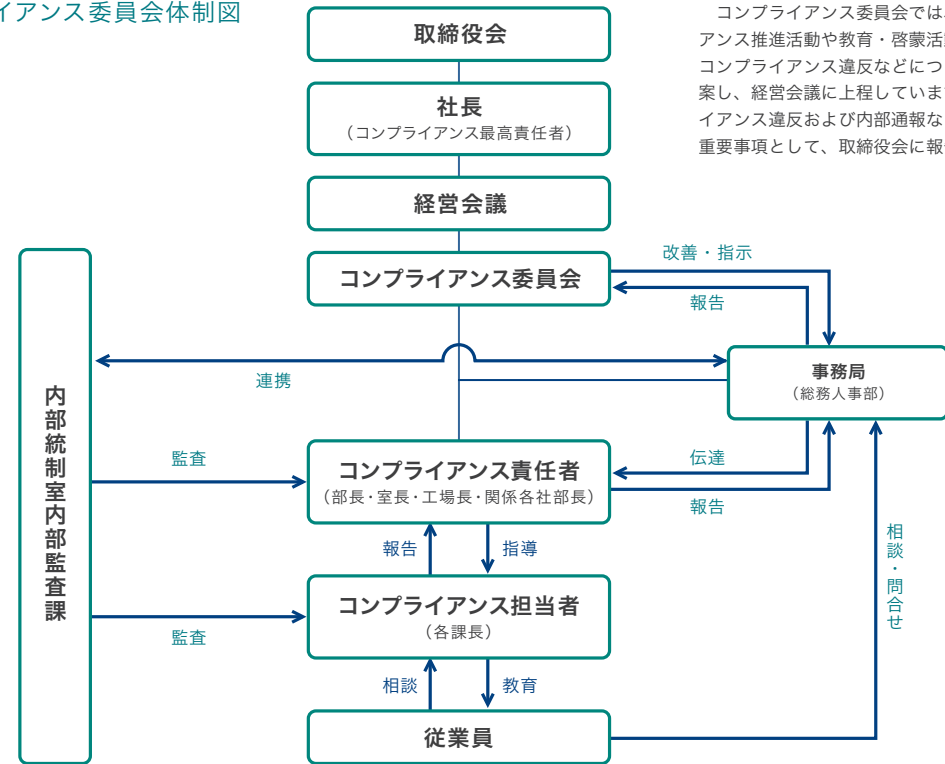 イアンス委員会体制図
コンプライアンス委員会では
アンス推進活動や教育・啓蒙活
コンプライアンス違反などにつ
案し、経営会議に上程していま
イアンス違反および内部通報な
重要事項として、取締役会に報
取締役会
社長
（コンプライアンス最高責任者）
経営会議
コンプライアンス委員会
改善・指示
報告
事務局
（総務人事部）
連携
内部統制室内部監査課
監査
コンプライアンス責任者
（部長・室長・工場長・関係各社部長）
伝達
報告
報告
指導
相談・問合せ
監査
コンプライアンス担当者
（各課長）
相談
教育
従業員